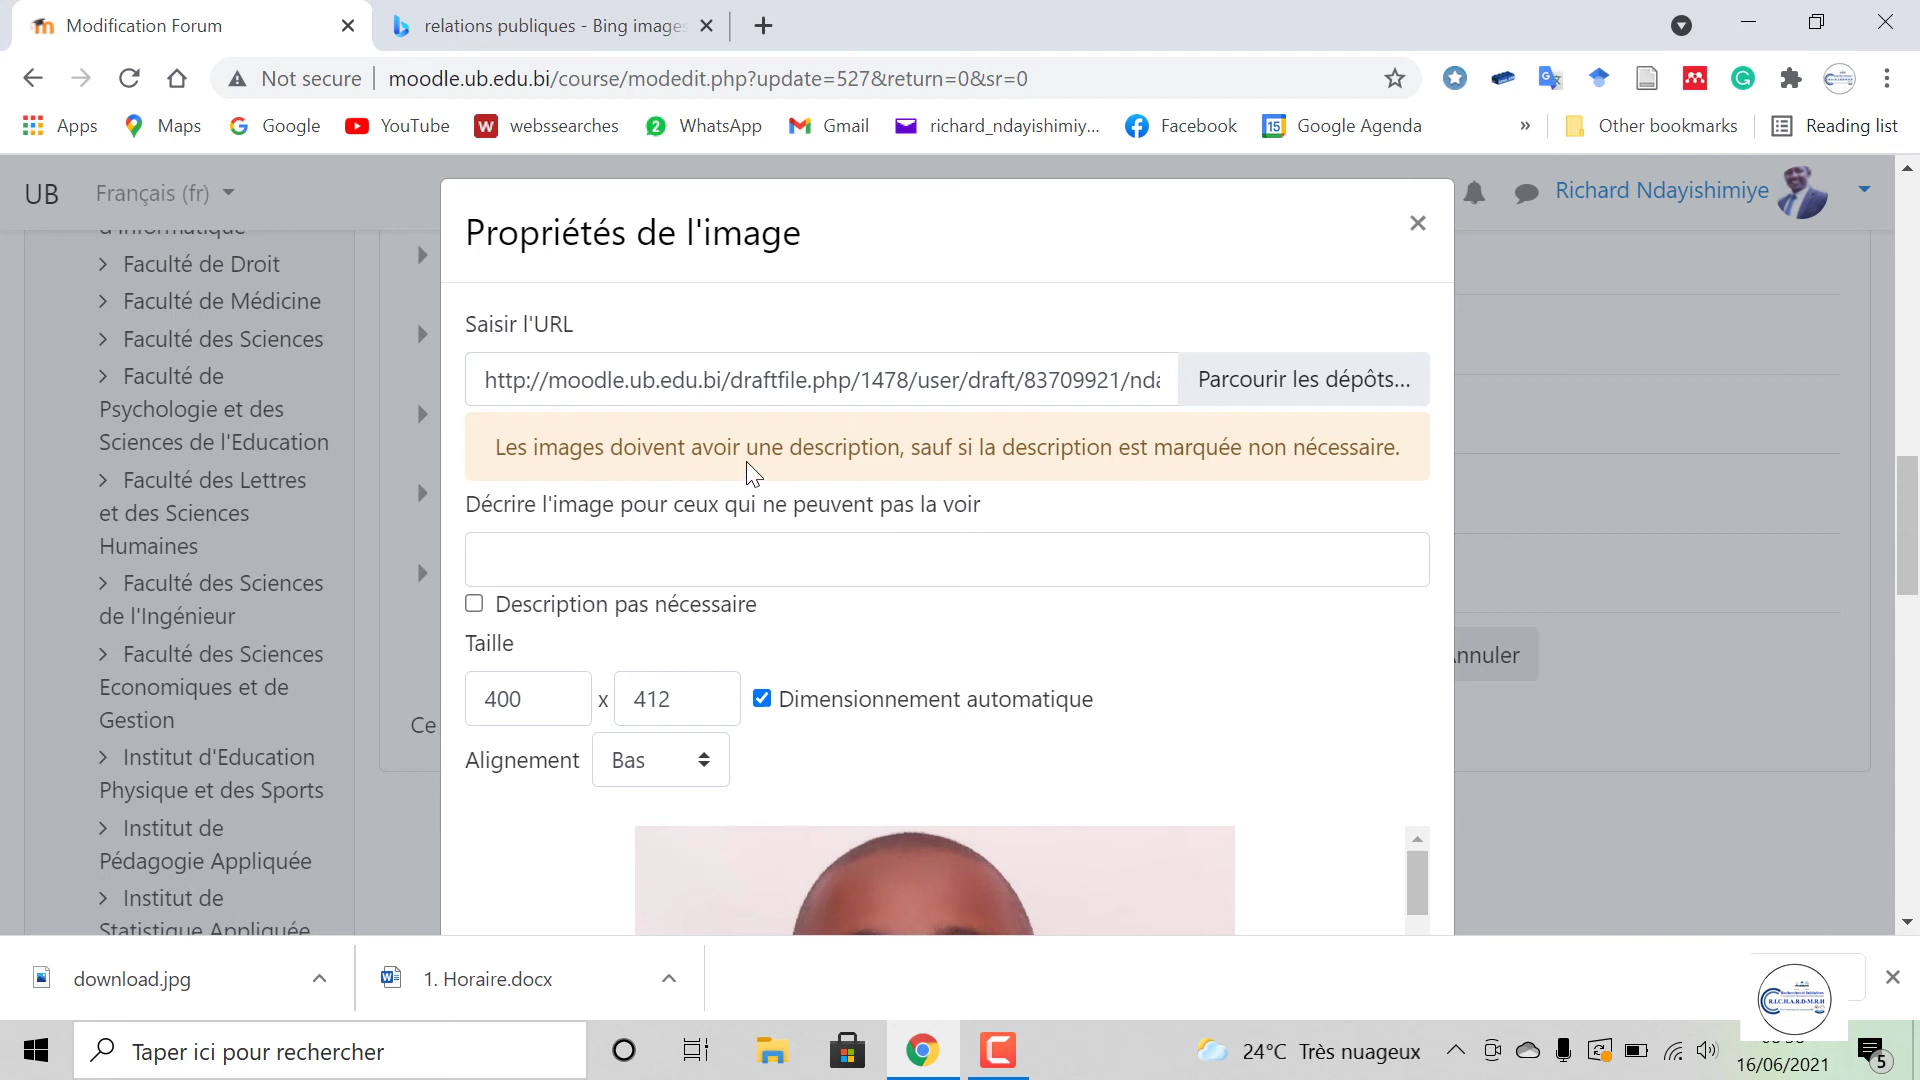 Modification Forum
relations publiques - Bing images
Not secure
moodle.ub.edu.bi/course/modedit.php?update=527&return=0&sr=0
Apps
Maps
Google
YouTube
webssearches
WhatsApp
Gmail
richard_ndayishimiy...
Facebook
Google Agenda
»
Other bookmarks
Reading list
UB
Français (fr)
Richard Ndayishimiye
d'Informatique
Faculté de Droit
Faculté de Médicine
Faculté des Sciences
Faculté de
Psychologie et des
Sciences de l'Education
Faculté des Lettres
et des Sciences
Humaines
Faculté des Sciences
de l'Ingénieur
Faculté des Sciences
Economiques et de
Gestion
Institut d'Education
Physique et des Sports
Institut de
Pédagogie Appliquée
Institut de
Statistique Appliquée
Propriétés de l'image
Saisir l'URL
http://moodle.ub.edu.bi/draftfile.php/1478/user/draft/83709921/nda
Parcourir les dépôts...
Les images doivent avoir une description, sauf si la description est marquée non nécessaire.
Décrire l'image pour ceux qui ne peuvent pas la voir
Description pas nécessaire
Taille
400 x 412
Dimensionnement automatique
Alignement
Bas
Ce
Annuler
download.jpg
1. Horaire.docx
R.I.C.H.A.R.D-M.R.H
Taper ici pour rechercher
24°C Très nuageux
16/06/2021
5